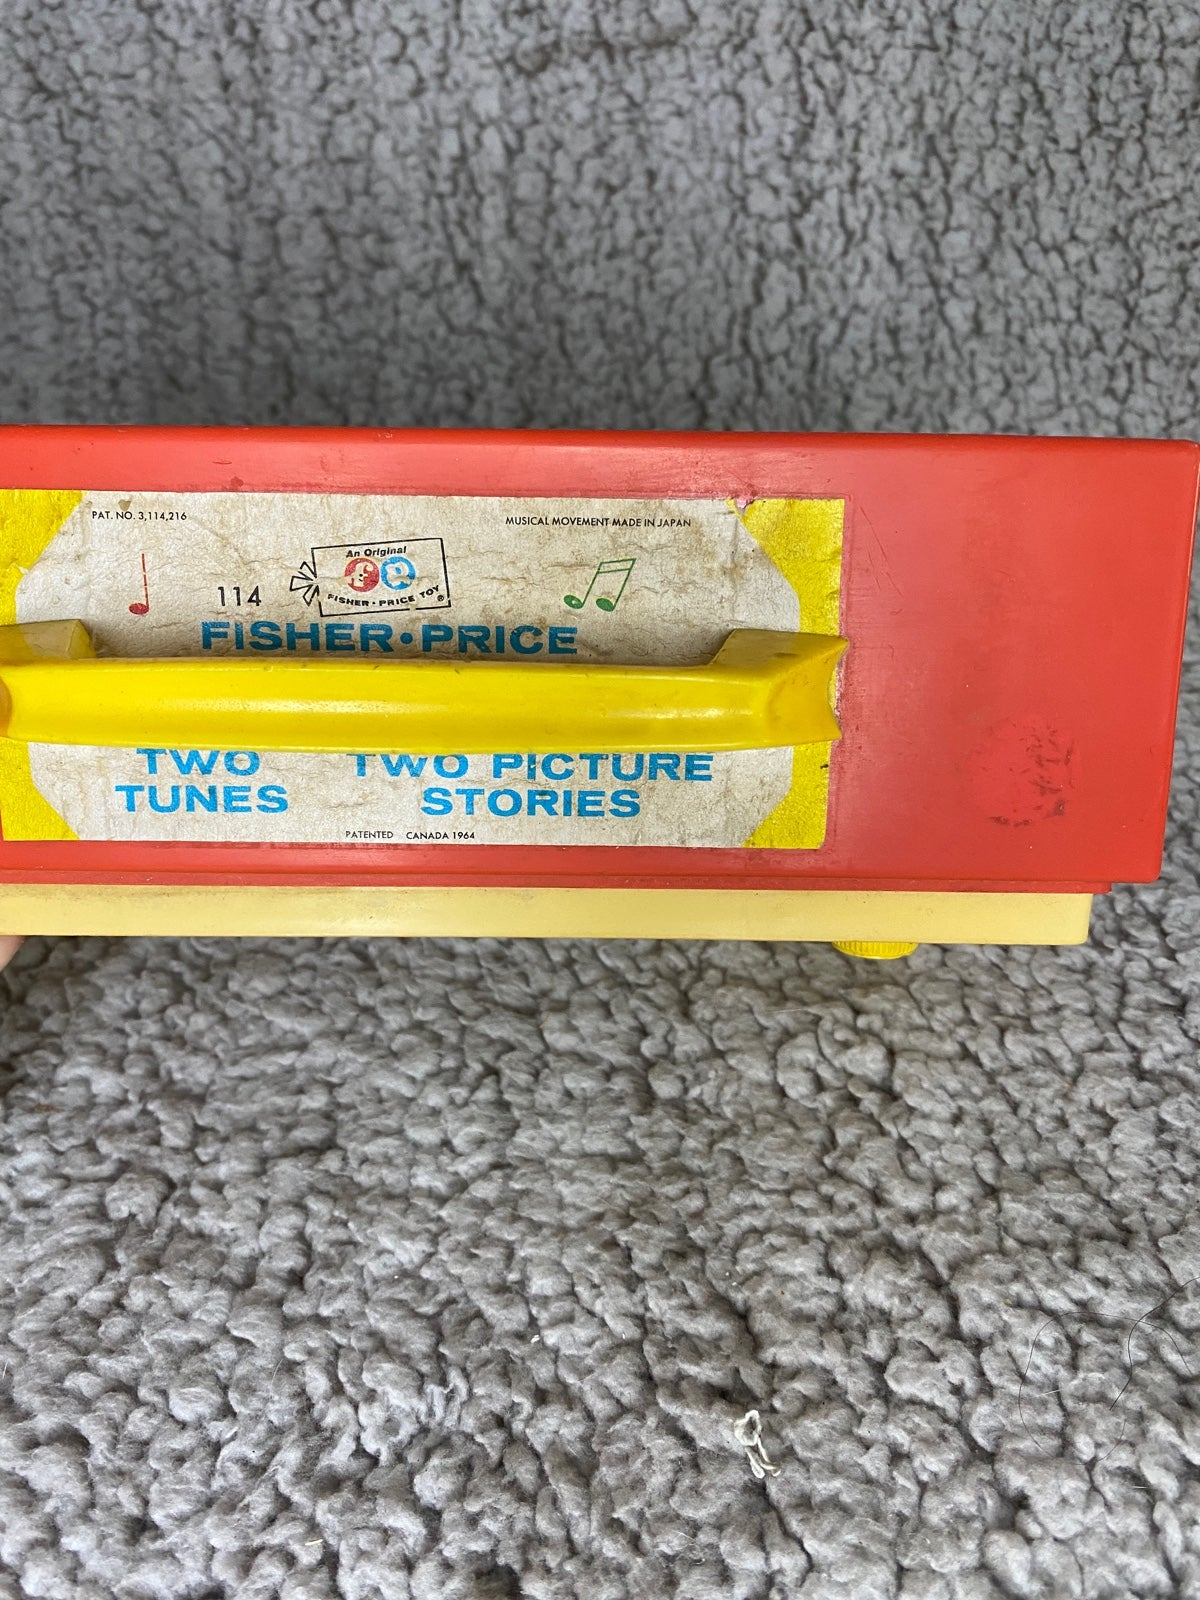 PAT. NO. 3,114,216
MUSICAL MOVEMENT MADE IN JAPAN
An Original
fp
FISHER·PRICE TOY ®
114
FISHER·PRICE
TWO TUNES
TWO PICTURE STORIES
PATENTED CANADA 1964